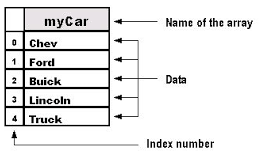 myCar
Name of the array
0 Chev
1 Ford
2 Buick
Data
3 Lincoln
4 Truck
Index number